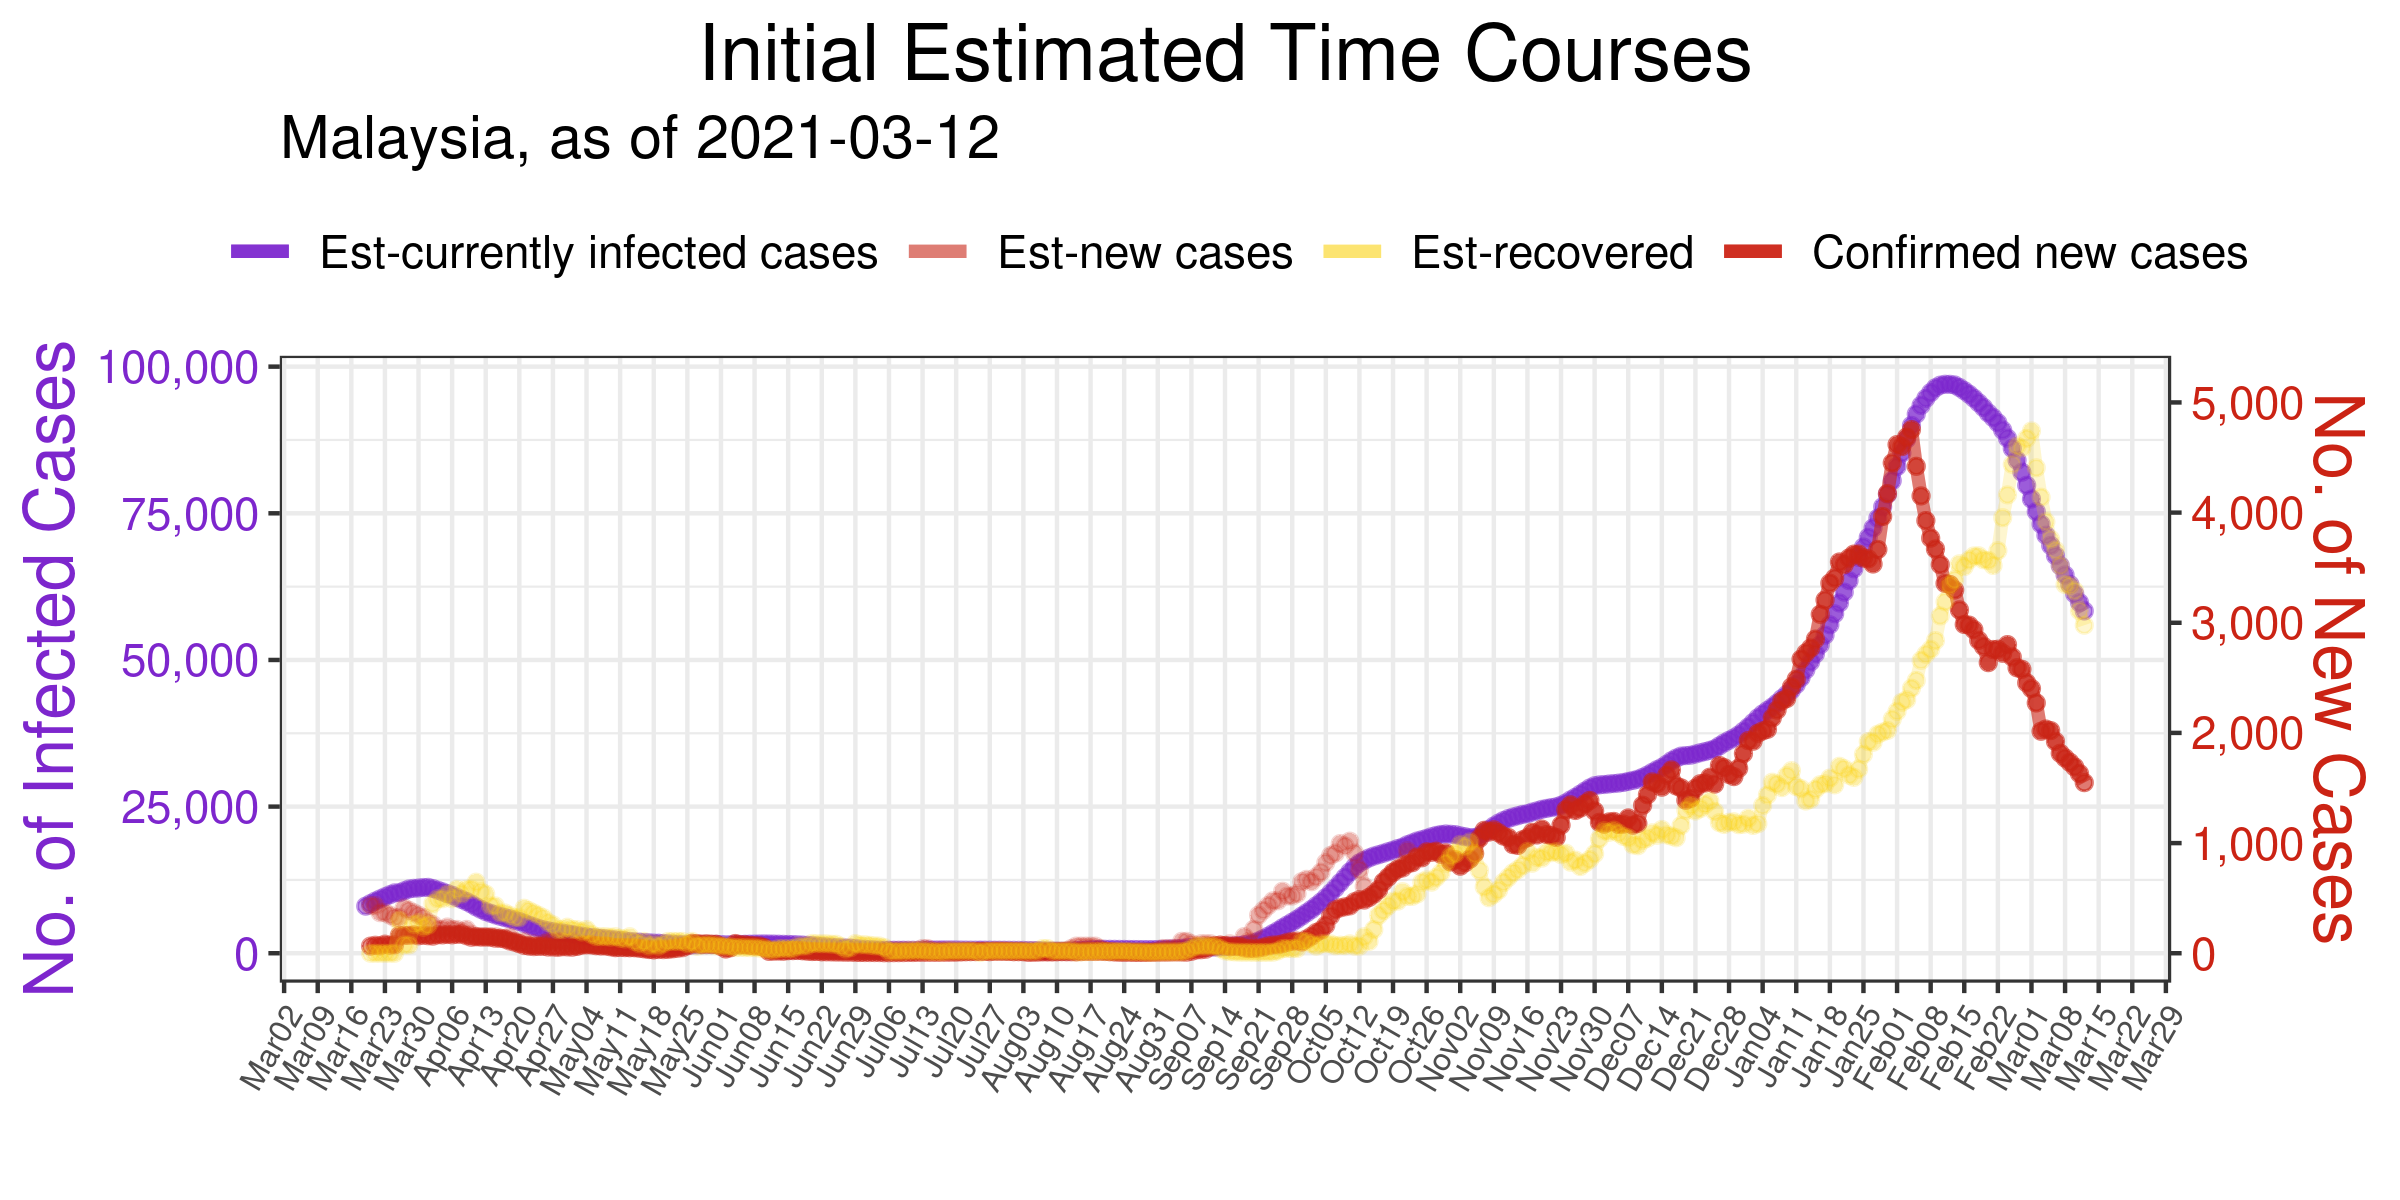 Initial Estimated Time Courses
Malaysia, as of 2021-03-12
Est-currently infected cases Est-new cases Est-recovered Confirmed new cases
No. of Infected Cases
100,000
75,000
50,000
25,000
0
5,000
4,000
3,000
2,000
1,000
0
No. of New Cases
Mar02 Mar09 Mar16 Mar23 Mar30 Apr06 Apr13 Apr20 Apr27 May04 May11 May18 May25 Jun01 Jun08 Jun15 Jun22 Jun29 Jul06 Jul13 Jul20 Jul27 Aug03 Aug10 Aug17 Aug24 Aug31 Sep07 Sep14 Sep21 Sep28 Oct05 Oct12 Oct19 Oct26 Nov02 Nov09 Nov16 Nov23 Nov30 Dec07 Dec14 Dec21 Dec28 Jan04 Jan11 Jan18 Jan25 Feb01 Feb08 Feb15 Feb22 Mar01 Mar08 Mar15 Mar22 Mar29